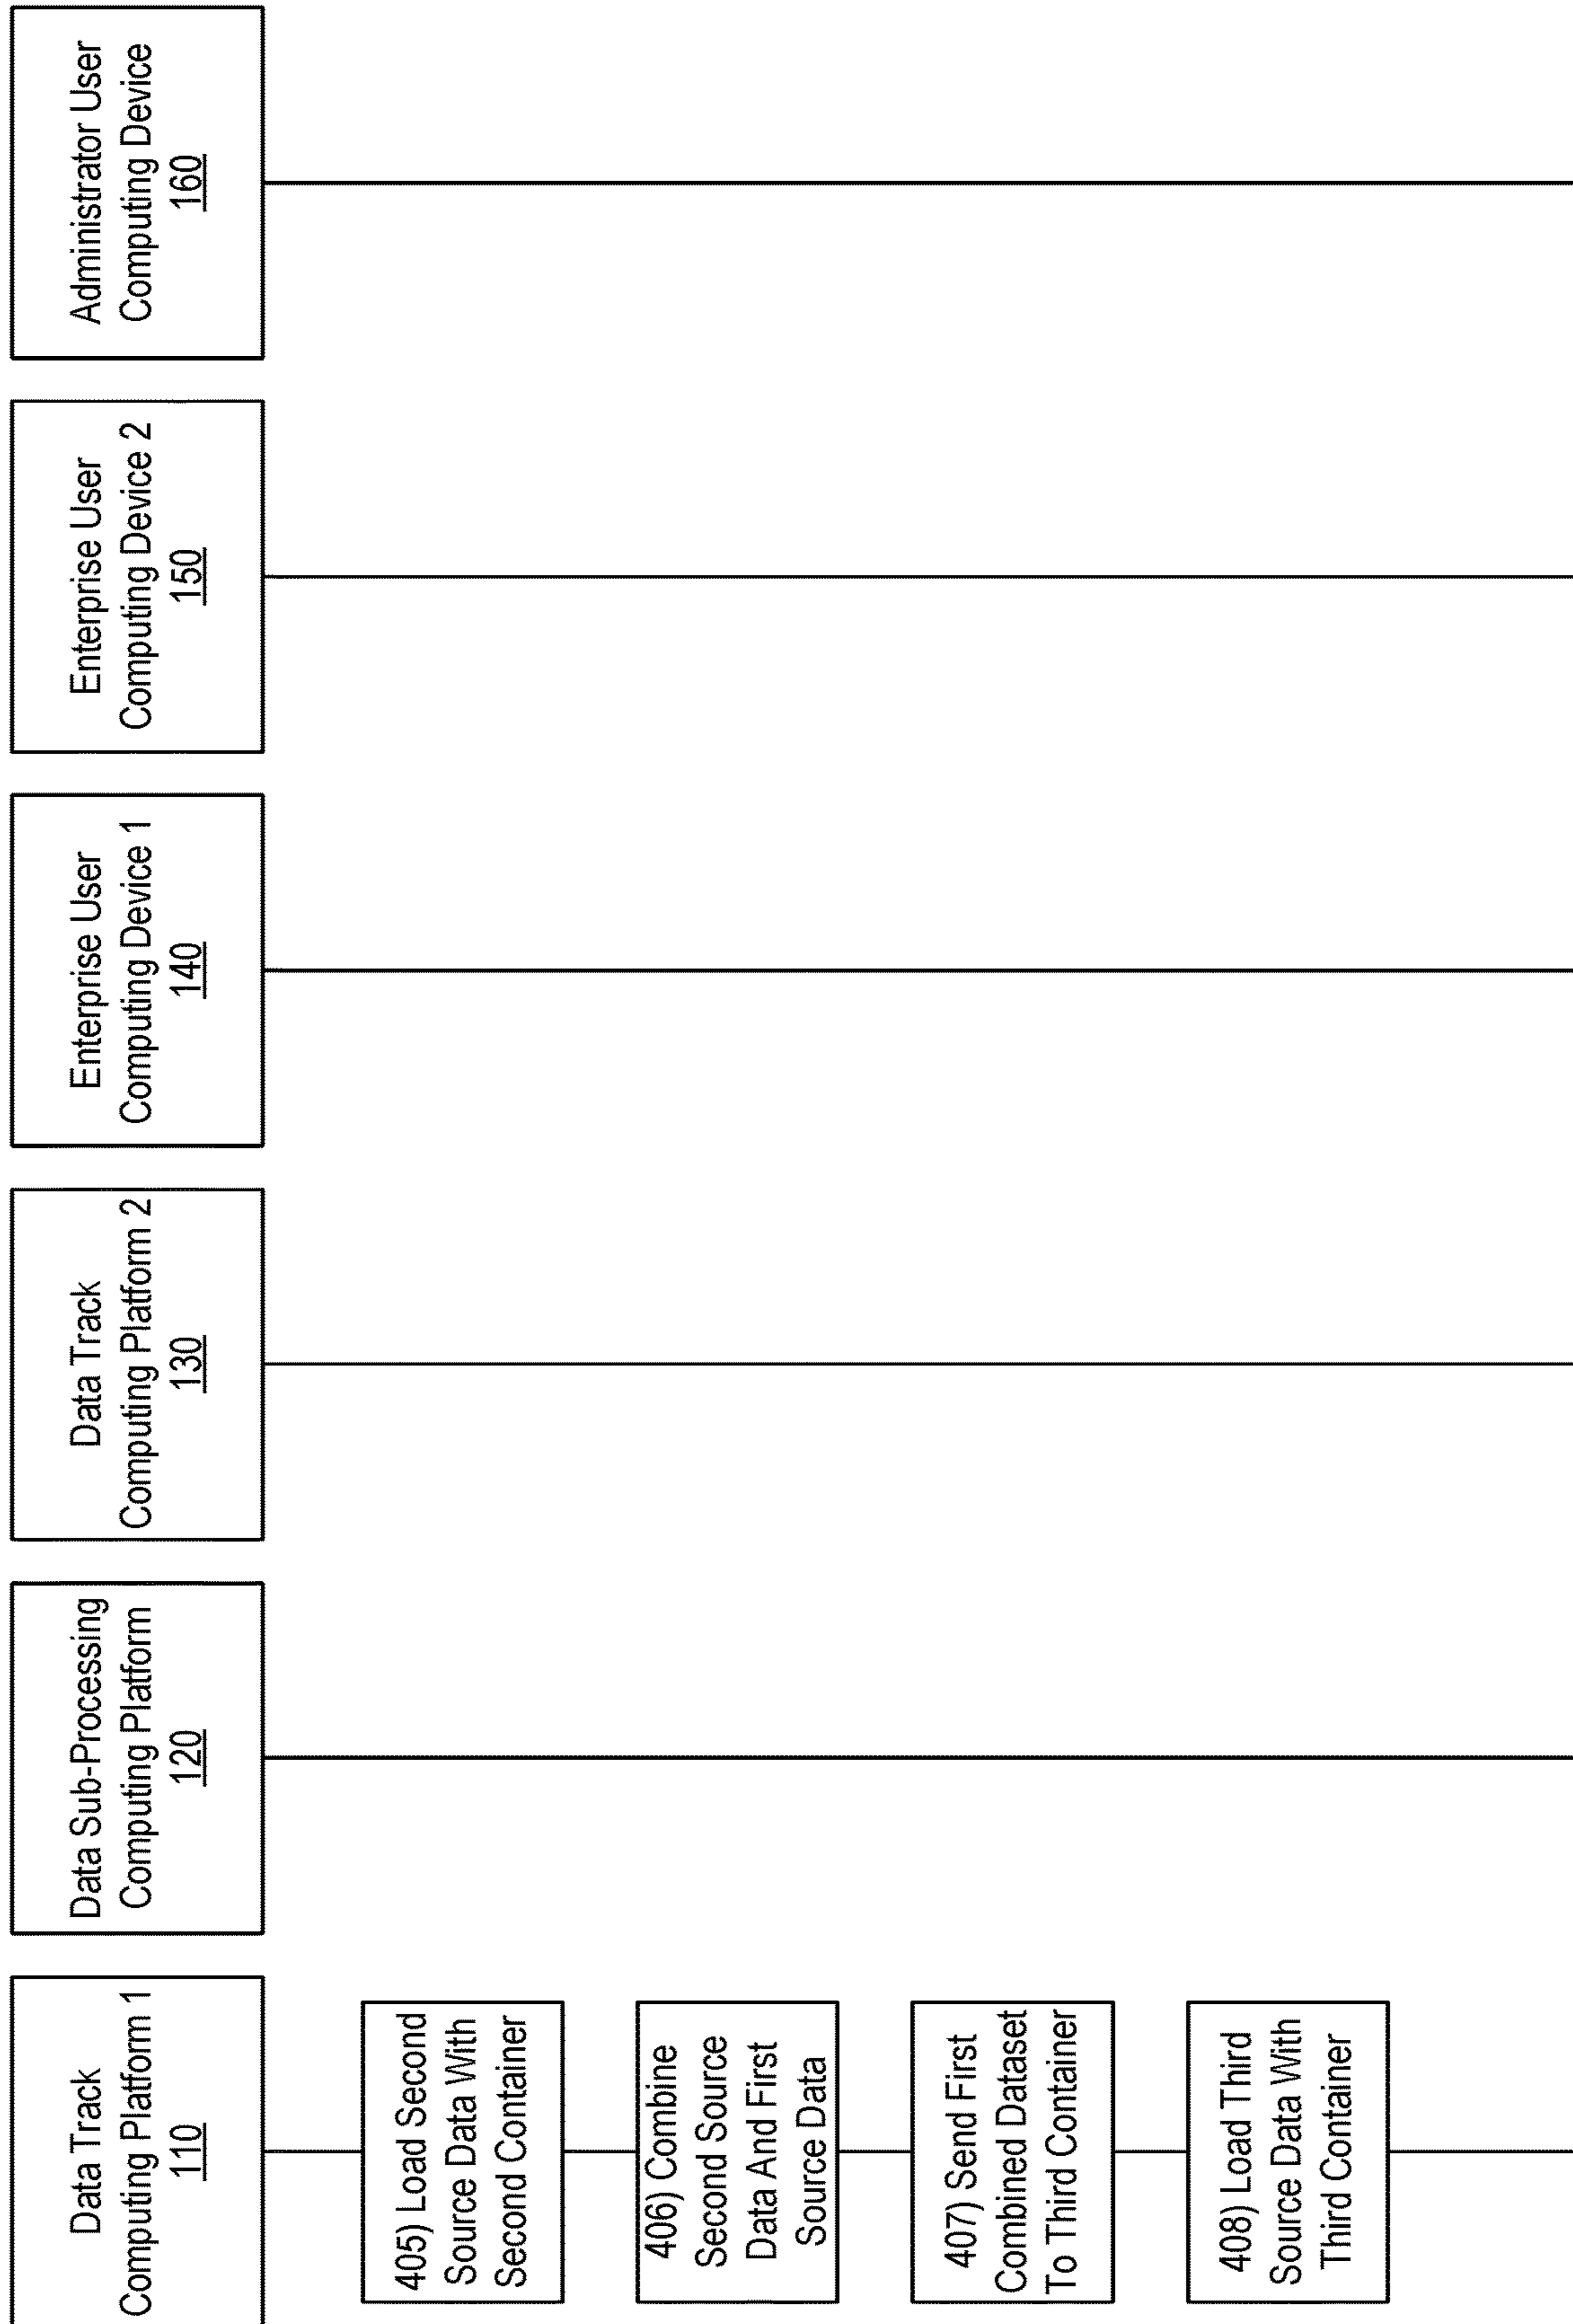 Data Track
Computing Platform 1
110
Data Sub-Processing
Computing Platform
120
Data Track
Computing Platform 2
130
Enterprise User
Computing Device 1
140
Enterprise User
Computing Device 2
150
Administrator User
Computing Device
160
405) Load Second
Source Data With
Second Container
406) Combine
Second Source
Data And First
Source Data
407) Send First
Combined Dataset
To Third Container
408) Load Third
Source Data With
Third Container